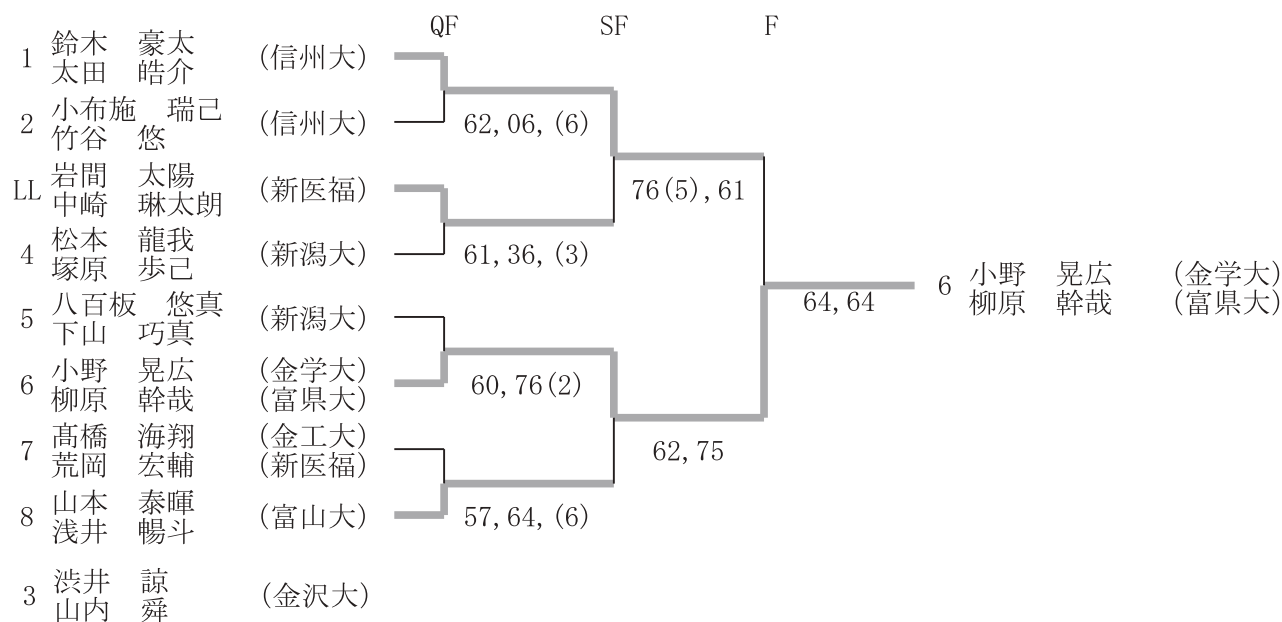 QF SF F
1 鈴木　豪太 (信州大)
太田　皓介
2 小布施　瑞己 (信州大)
竹谷　悠
62,06,(6)
LL 岩間　太陽 (新医福)
中崎　琳太朗
76(5),61
4 松本　龍我 (新潟大)
塚原　歩己
61,36,(3)
5 八百板　悠真 (新潟大)
下山　巧真
6 小野　晃広 (金学大)
柳原　幹哉 (富県大)
64,64
6 小野　晃広 (金学大)
柳原　幹哉 (富県大)
60,76(2)
7 髙橋　海翔 (金工大)
荒岡　宏輔 (新医福)
62,75
8 山本　泰暉 (富山大)
浅井　暢斗
57,64,(6)
3 渋井　諒 (金沢大)
山内　舜